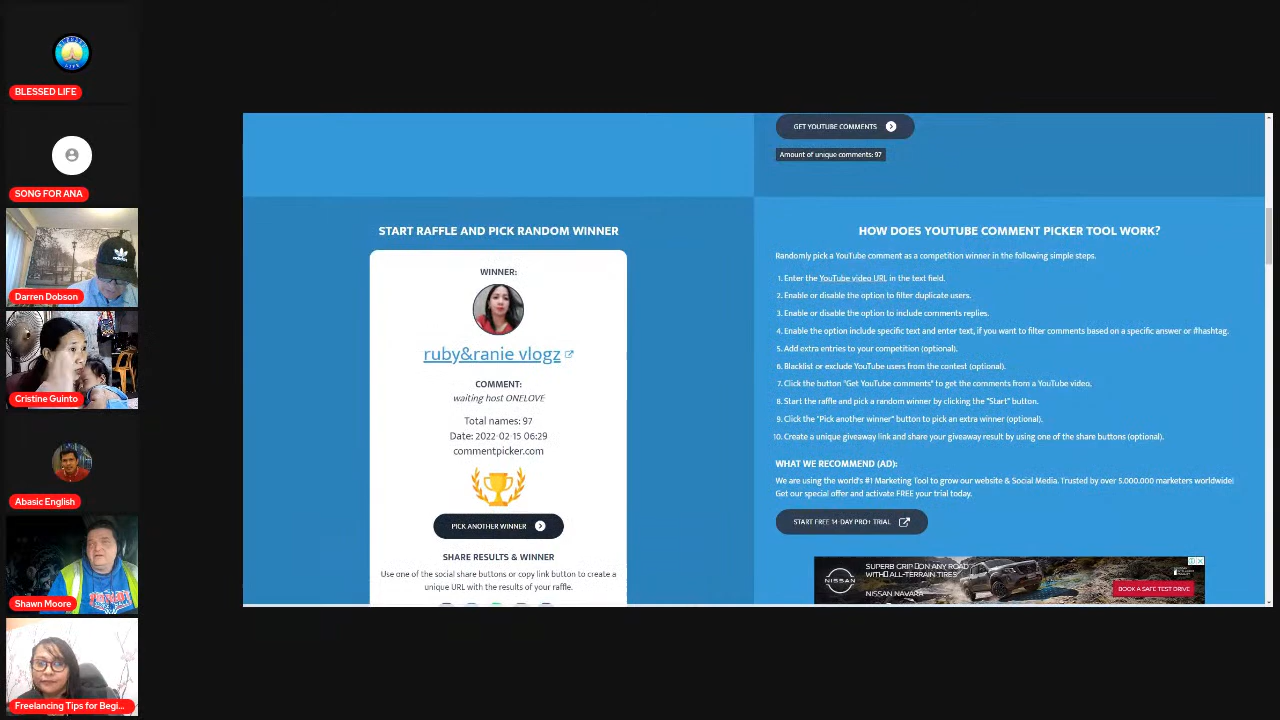 BLESSED LIFE
SONG FOR ANA
Darren Dobson
Cristine Guinto
Abasic English
Shawn Moore
Freelancing Tips for Begi...
START RAFFLE AND PICK RANDOM WINNER
WINNER:
ruby&ranie vlogz
COMMENT:
waiting host ONELOVE
Total names: 97
Date: 2022-02-15 06:29
commentpicker.com
PICK ANOTHER WINNER
SHARE RESULTS & WINNER
Use one of the social share buttons or copy link button to create a
unique URL with the results of your raffle.
GET YOUTUBE COMMENTS
Amount of unique comments: 97
HOW DOES YOUTUBE COMMENT PICKER TOOL WORK?
Randomly pick a YouTube comment as a competition winner in the following simple steps.
1. Enter the YouTube video URL in the text field.
2. Enable or disable the option to filter duplicate users.
3. Enable or disable the option to include comments replies.
4. Enable the option include specific text and enter text, if you want to filter comments based on a specific answer or #hashtag.
5. Add extra entries to your competition (optional).
6. Blacklist or exclude YouTube users from the contest (optional).
7. Click the button "Get YouTube comments" to get the comments from a YouTube video.
8. Start the raffle and pick a random winner by clicking the "Start" button.
9. Click the "Pick another winner" button to pick an extra winner (optional).
10. Create a unique giveaway link and share your giveaway result by using one of the share buttons (optional).
WHAT WE RECOMMEND (AD):
We are using the world's #1 Marketing Tool to grow our website & Social Media. Trusted by over 5.000.000 marketers worldwide!
Get our special offer and activate FREE your trial today.
START FREE 14-DAY PRO+ TRIAL
NISSAN
SUPERB GRIP ON ANY ROAD
WITH ALL-TERRAIN TIRES
NISSAN NAVARA
BOOK A SAFE TEST DRIVE